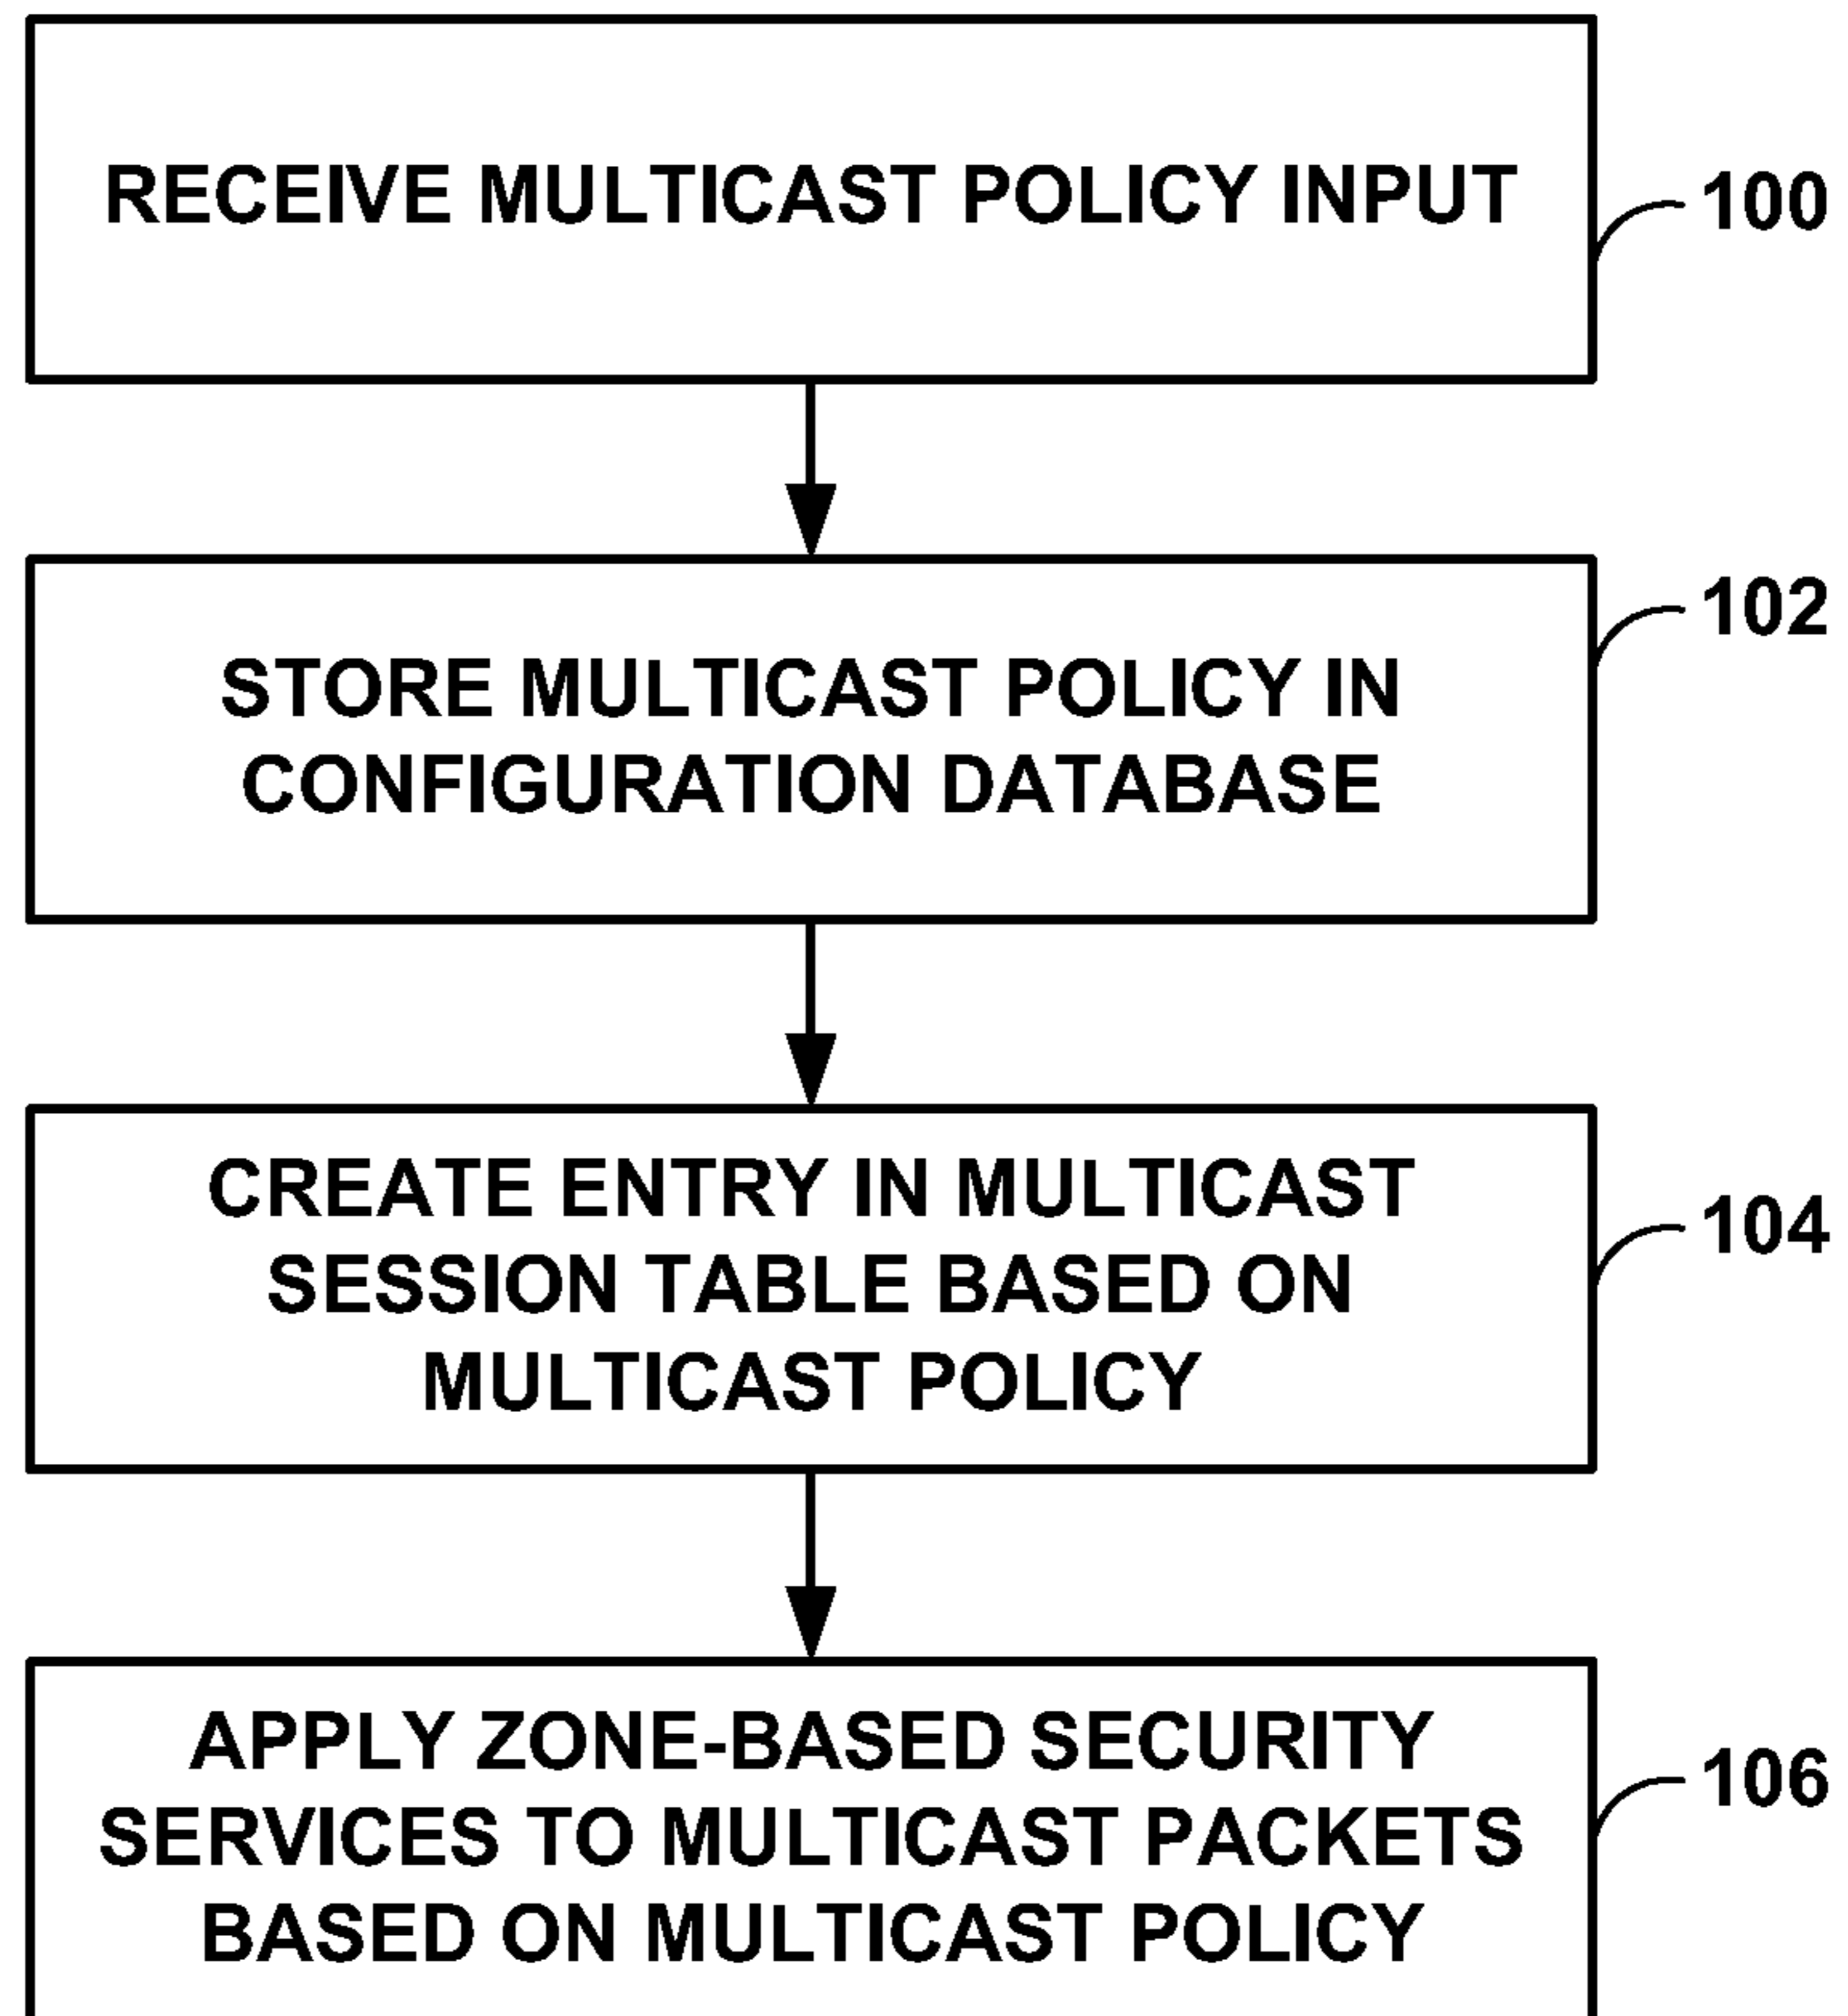 RECEIVE MULTICAST POLICY INPUT
100
102
STORE MULTICAST POLICY IN
CONFIGURATION DATABASE
CREATE ENTRY IN MULTICAST
104
SESSION TABLE BASED ON
MULTICAST POLICY
APPLY ZONE-BASED SECURITY
106
SERVICES TO MULTICAST PACKETS
BASED ON MULTICAST POLICY